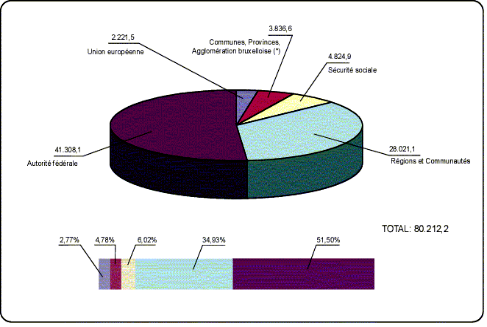 3.836,6
2.221,5
Communes, Provinces,
Union européenne
Agglomération bruxelloise (*)
4.824,9
Sécurité sociale
41.308,1
28.021,1
Autorité fédérale
Régions et Communautés
TOTAL: 80.212,2
2,77%
4,78%
6,02%
34,93%
51,50%